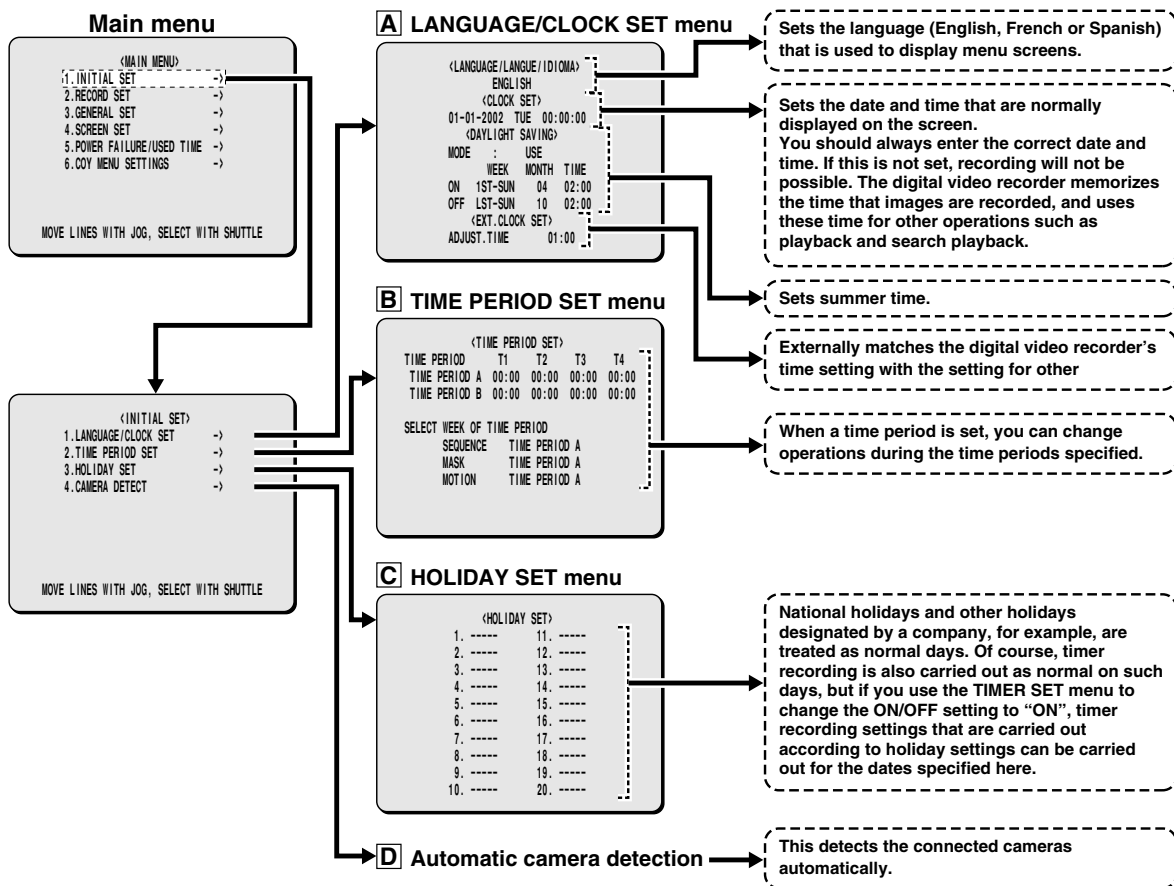 Main menu
<MAIN MENU>
1.INITIAL SET ->
2.RECORD SET ->
3.GENERAL SET ->
4.SCREEN SET ->
5.POWER FAILURE/USED TIME ->
6.COY MENU SETTINGS ->
MOVE LINES WITH JOG, SELECT WITH SHUTTLE
<INITIAL SET>
1.LANGUAGE/CLOCK SET ->
2.TIME PERIOD SET ->
3.HOLIDAY SET ->
4.CAMERA DETECT ->
MOVE LINES WITH JOG, SELECT WITH SHUTTLE
A LANGUAGE/CLOCK SET menu
<LANGUAGE/LANGUE/IDIOMA>
ENGLISH
<CLOCK SET>
01-01-2002 TUE 00:00:00
<DAYLIGHT SAVING>
MODE : USE
WEEK MONTH TIME
ON 1ST-SUN 04 02:00
OFF LST-SUN 10 02:00
<EXT.CLOCK SET>
ADJUST.TIME 01:00
Sets the language (English, French or Spanish)
that is used to display menu screens.
Sets the date and time that are normally
displayed on the screen.
You should always enter the correct date and
time. If this is not set, recording will not be
possible. The digital video recorder memorizes
the time that images are recorded, and uses
these time for other operations such as
playback and search playback.
Sets summer time.
Externally matches the digital video recorder's
time setting with the setting for other
B TIME PERIOD SET menu
<TIME PERIOD SET>
TIME PERIOD T1 T2 T3 T4
TIME PERIOD A 00:00 00:00 00:00 00:00
TIME PERIOD B 00:00 00:00 00:00 00:00
SELECT WEEK OF TIME PERIOD
SEQUENCE TIME PERIOD A
MASK TIME PERIOD A
MOTION TIME PERIOD A
When a time period is set, you can change
operations during the time periods specified.
C HOLIDAY SET menu
<HOLIDAY SET>
1. ----- 11. -----
2. ----- 12. -----
3. ----- 13. -----
4. ----- 14. -----
5. ----- 15. -----
6. ----- 16. -----
7. ----- 17. -----
8. ----- 18. -----
9. ----- 19. -----
10. ----- 20. -----
National holidays and other holidays
designated by a company, for example, are
treated as normal days. Of course, timer
recording is also carried out as normal on such
days, but if you use the TIMER SET menu to
change the ON/OFF setting to “ON”, timer
recording settings that are carried out
according to holiday settings can be carried
out for the dates specified here.
D Automatic camera detection
This detects the connected cameras
automatically.